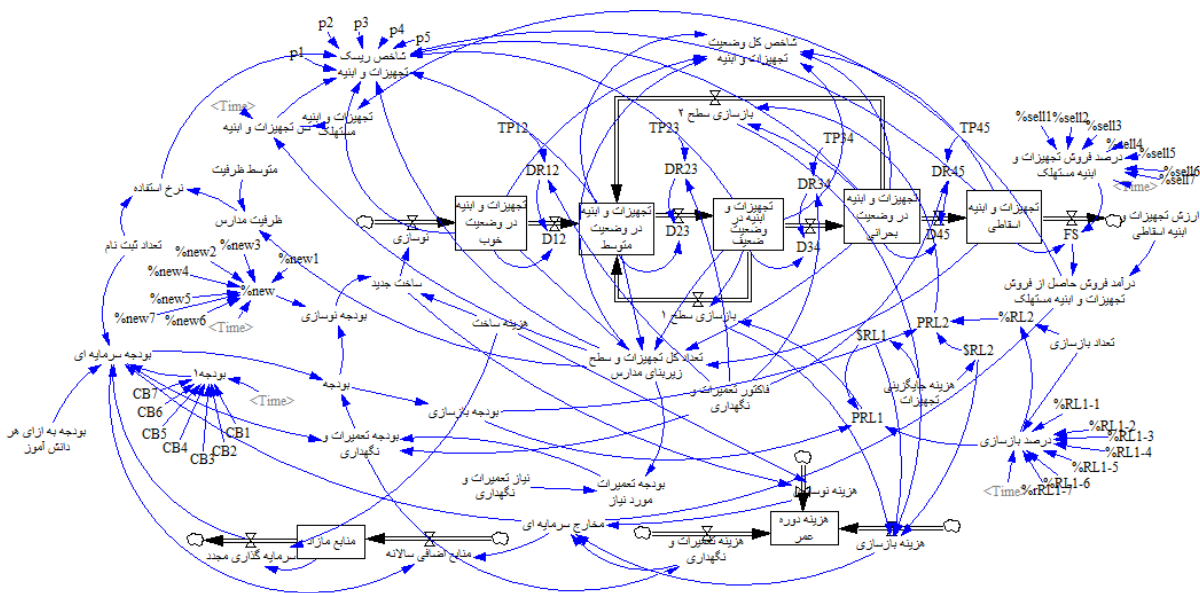 p2
p3
p4
p5
p1
شاخص ریسک
تجهیزات و ابنیه
شاخص کل وضعیت
تجهیزات و ابنیه
<Time>
سن تجهیزات و ابنیه
تجهیزات و ابنیه
مستهلک
بازسازی سطح ۲
TP12
TP23
TP34
TP45
DR12
DR23
DR34
DR45
%sell1
%sell2
%sell3
%sell4
%sell5
%sell6
%sell7
درصد فروش تجهیزات و
ابنیه مستهلک
<Time>
متوسط ظرفیت
نرخ استفاده
ظرفیت مدارس
تعداد ثبت نام
نوسازی
تجهیزات و ابنیه
در وضعیت
خوب
D12
تجهیزات و ابنیه
در وضعیت
متوسط
D23
تجهیزات و
ابنیه در
وضعیت
ضعیف
D34
تجهیزات و ابنیه
در وضعیت
بحرانی
D45
تجهیزات و ابنیه
اسقاطی
FS
ارزش تجهیزات و
ابنیه اسقاطی
درآمد فروش حاصل از فروش
تجهیزات و ابنیه مستهلک
%new3
%new2
%new1
%new4
%new
%new5
%new7
%new6
<Time>
ساخت جدید
بودجه نوسازی
هزینه ساخت
بازسازی سطح ۱
تعداد کل تجهیزات و سطح
زیربنای مدارس
$RL1
PRL2
%RL2
$RL2
تعداد بازسازی
بودجه سرمایه ای
بودجه۱
<Time>
CB7
CB6
CB5
CB4
CB3
CB2
CB1
بودجه
بودجه بازسازی
فاکتور تعمیرات و
نگهداری
هزینه جایگزینی
تجهیزات
PRL1
%RL1-1
%RL1-2
%RL1-3
%RL1-4
%RL1-5
%RL1-6
%rRL1-7
درصد بازسازی
<Time>
بودجه به ازای هر
دانش آموز
بودجه تعمیرات و
نگهداری
نیاز تعمیرات و
نگهداری
بودجه تعمیرات
مورد نیاز
هزینه نوسازی
مخارج سرمایه ای
منابع مازاد
سرمایه گذاری مجدد
منابع اضافی سالانه
هزینه تعمیرات و
نگهداری
هزینه دوره
عمر
هزینه بازسازی